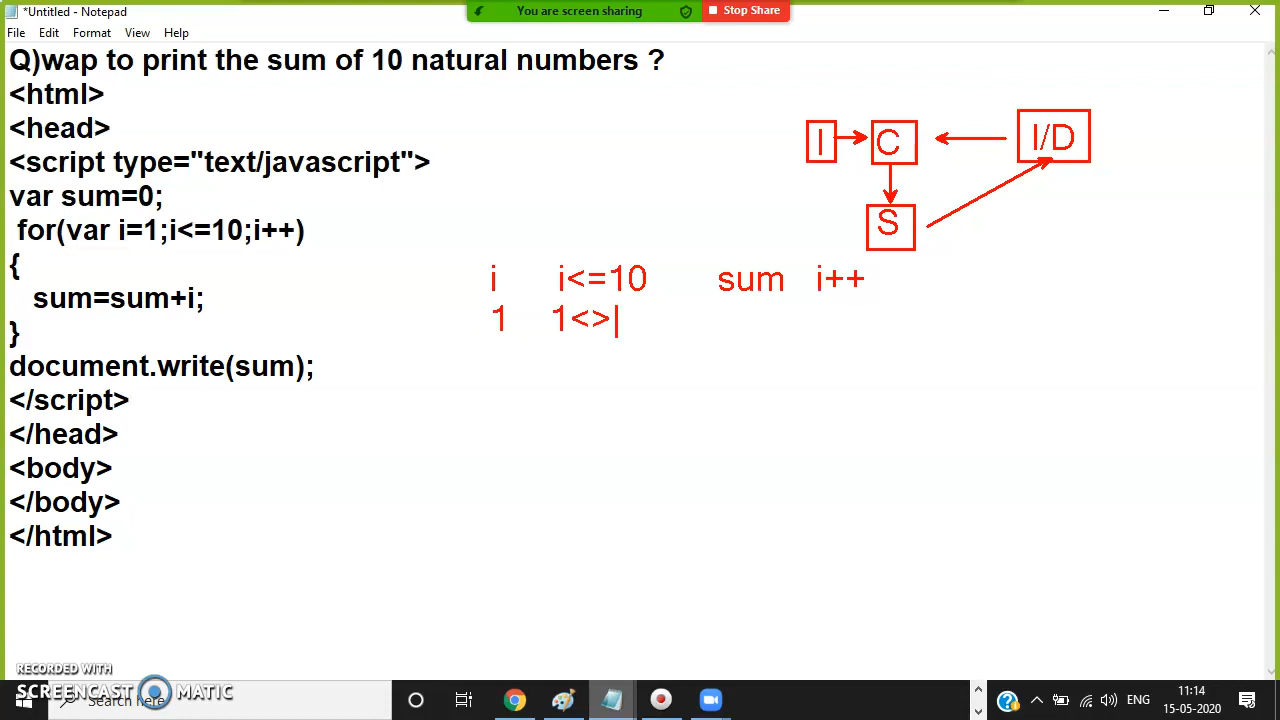 *Untitled - Notepad
You are screen sharing
Stop Share
File Edit Format View Help
Q)wap to print the sum of 10 natural numbers ?
<html>
<head>
<script type="text/javascript">
var sum=0;
for(var i=1;i<=10;i++)
{
sum=sum+i;
}
document.write(sum);
</script>
</head>
<body>
</body>
</html>
I C I/D
S
i i<=10 sum i++
1 1<>
RECORDED WITH
SCREENCAST MATIC
Search here
ENG
11:14
15-05-2020